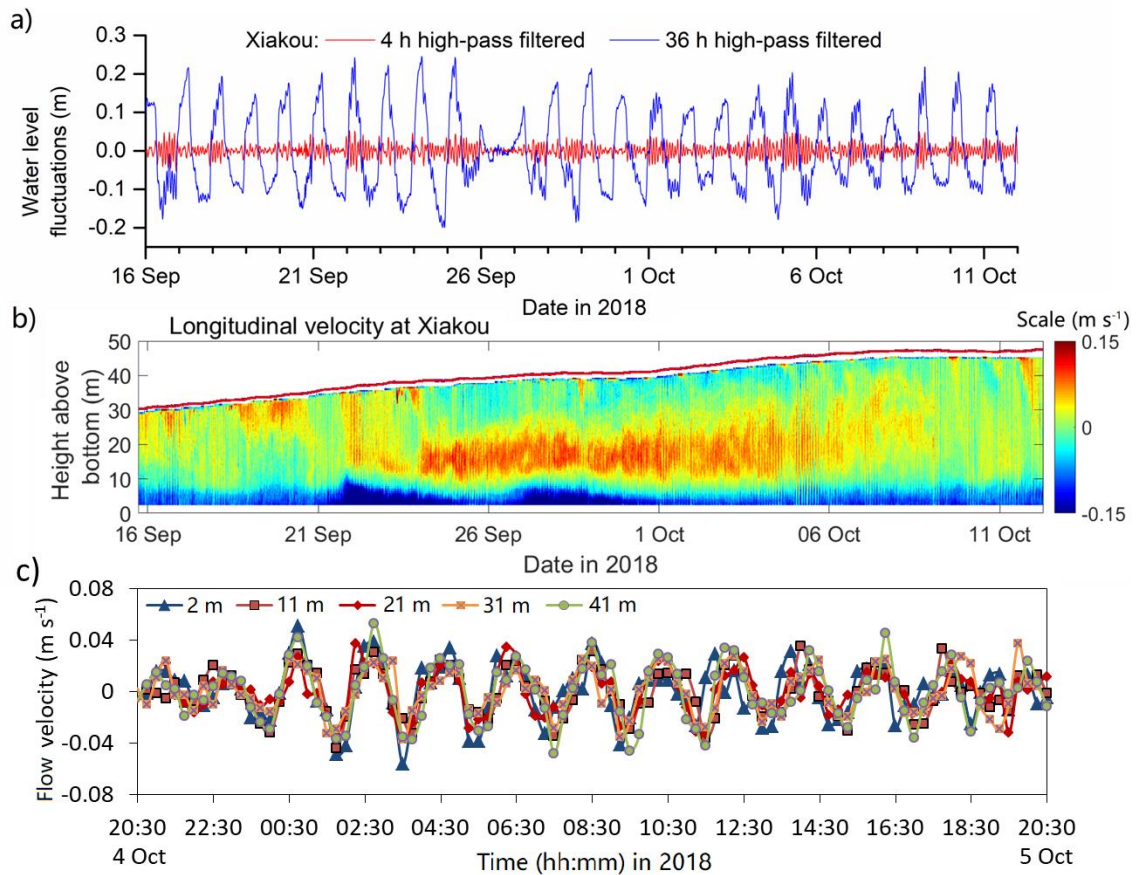 a)
Xiakou: 4 h high-pass filtered 36 h high-pass filtered
Water level
fluctuations (m)
0.3
0.2
0.1
0.0
-0.1
-0.2
16 Sep 21 Sep 26 Sep 1 Oct 6 Oct 11 Oct
Date in 2018
b)
Longitudinal velocity at Xiakou
Scale (m s⁻¹)
0.15
0
-0.15
Height above
bottom (m)
50
40
30
20
10
0
16 Sep 21 Sep 26 Sep 1 Oct 06 Oct 11 Oct
Date in 2018
c)
2 m 11 m 21 m 31 m 41 m
Flow velocity (m s⁻¹)
0.08
0.04
0
-0.04
-0.08
20:30 22:30 00:30 02:30 04:30 06:30 08:30 10:30 12:30 14:30 16:30 18:30 20:30
4 Oct 5 Oct
Time (hh:mm) in 2018